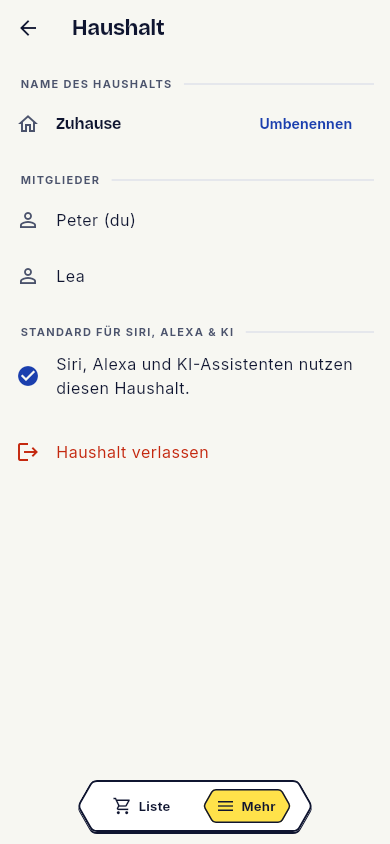 Haushalt
NAME DES HAUSHALTS
Zuhause
Umbenennen
MITGLIEDER
Peter (du)
Lea
STANDARD FÜR SIRI, ALEXA & KI
Siri, Alexa und KI-Assistenten nutzen
diesen Haushalt.
Haushalt verlassen
Liste
Mehr